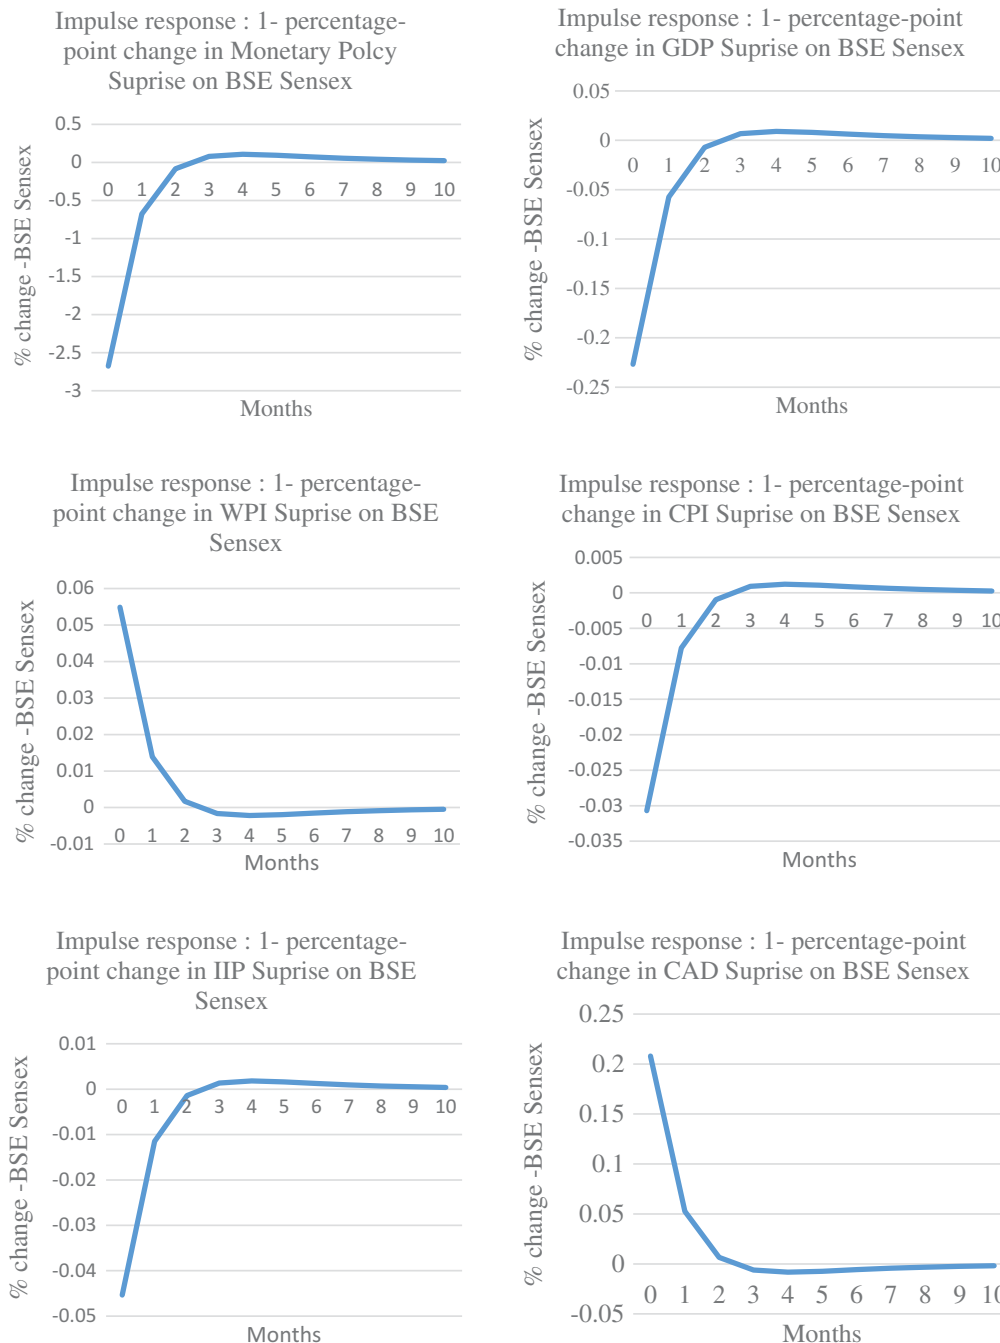 Impulse response : 1- percentage-
point change in Monetary Polcy
Suprise on BSE Sensex
0.5
0
-0.5
-1
-1.5
-2
-2.5
-3
0 1 2 3 4 5 6 7 8 9 10
% change -BSE Sensex
Months
Impulse response : 1- percentage-point
change in GDP Suprise on BSE Sensex
0.05
0
-0.05
-0.1
-0.15
-0.2
-0.25
0 1 2 3 4 5 6 7 8 9 10
% change -BSE Sensex
Months
Impulse response : 1- percentage-
point change in WPI Suprise on BSE
Sensex
0.06
0.05
0.04
0.03
0.02
0.01
0
-0.01
0 1 2 3 4 5 6 7 8 9 10
% change -BSE Sensex
Months
Impulse response : 1- percentage-point
change in CPI Suprise on BSE Sensex
0.005
0
-0.005
-0.01
-0.015
-0.02
-0.025
-0.03
-0.035
0 1 2 3 4 5 6 7 8 9 10
% change -BSE Sensex
Months
Impulse response : 1- percentage-
point change in IIP Suprise on BSE
Sensex
0.01
0
-0.01
-0.02
-0.03
-0.04
-0.05
0 1 2 3 4 5 6 7 8 9 10
% change -BSE Sensex
Months
Impulse response : 1- percentage-point
change in CAD Suprise on BSE Sensex
0.25
0.2
0.15
0.1
0.05
0
-0.05
0 1 2 3 4 5 6 7 8 9 10
% change -BSE Sensex
Months